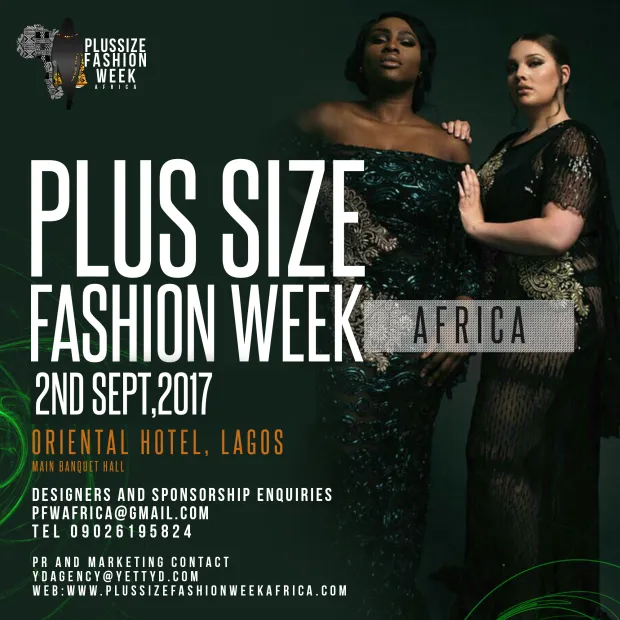 PLUSSIZE
FASHION
WEEK
AFRICA
PLUS SIZE
FASHION WEEK
AFRICA
2ND SEPT,2017
ORIENTAL HOTEL, LAGOS
MAIN BANQUET HALL
DESIGNERS AND SPONSORSHIP ENQUIRIES
PFWAFRICA@GMAIL.COM
TEL 09026195824
PR AND MARKETING CONTACT
YDAGENCY@YETTYD.COM
WEB:WWW.PLUSSIZEFASHIONWEEKAFRICA.COM